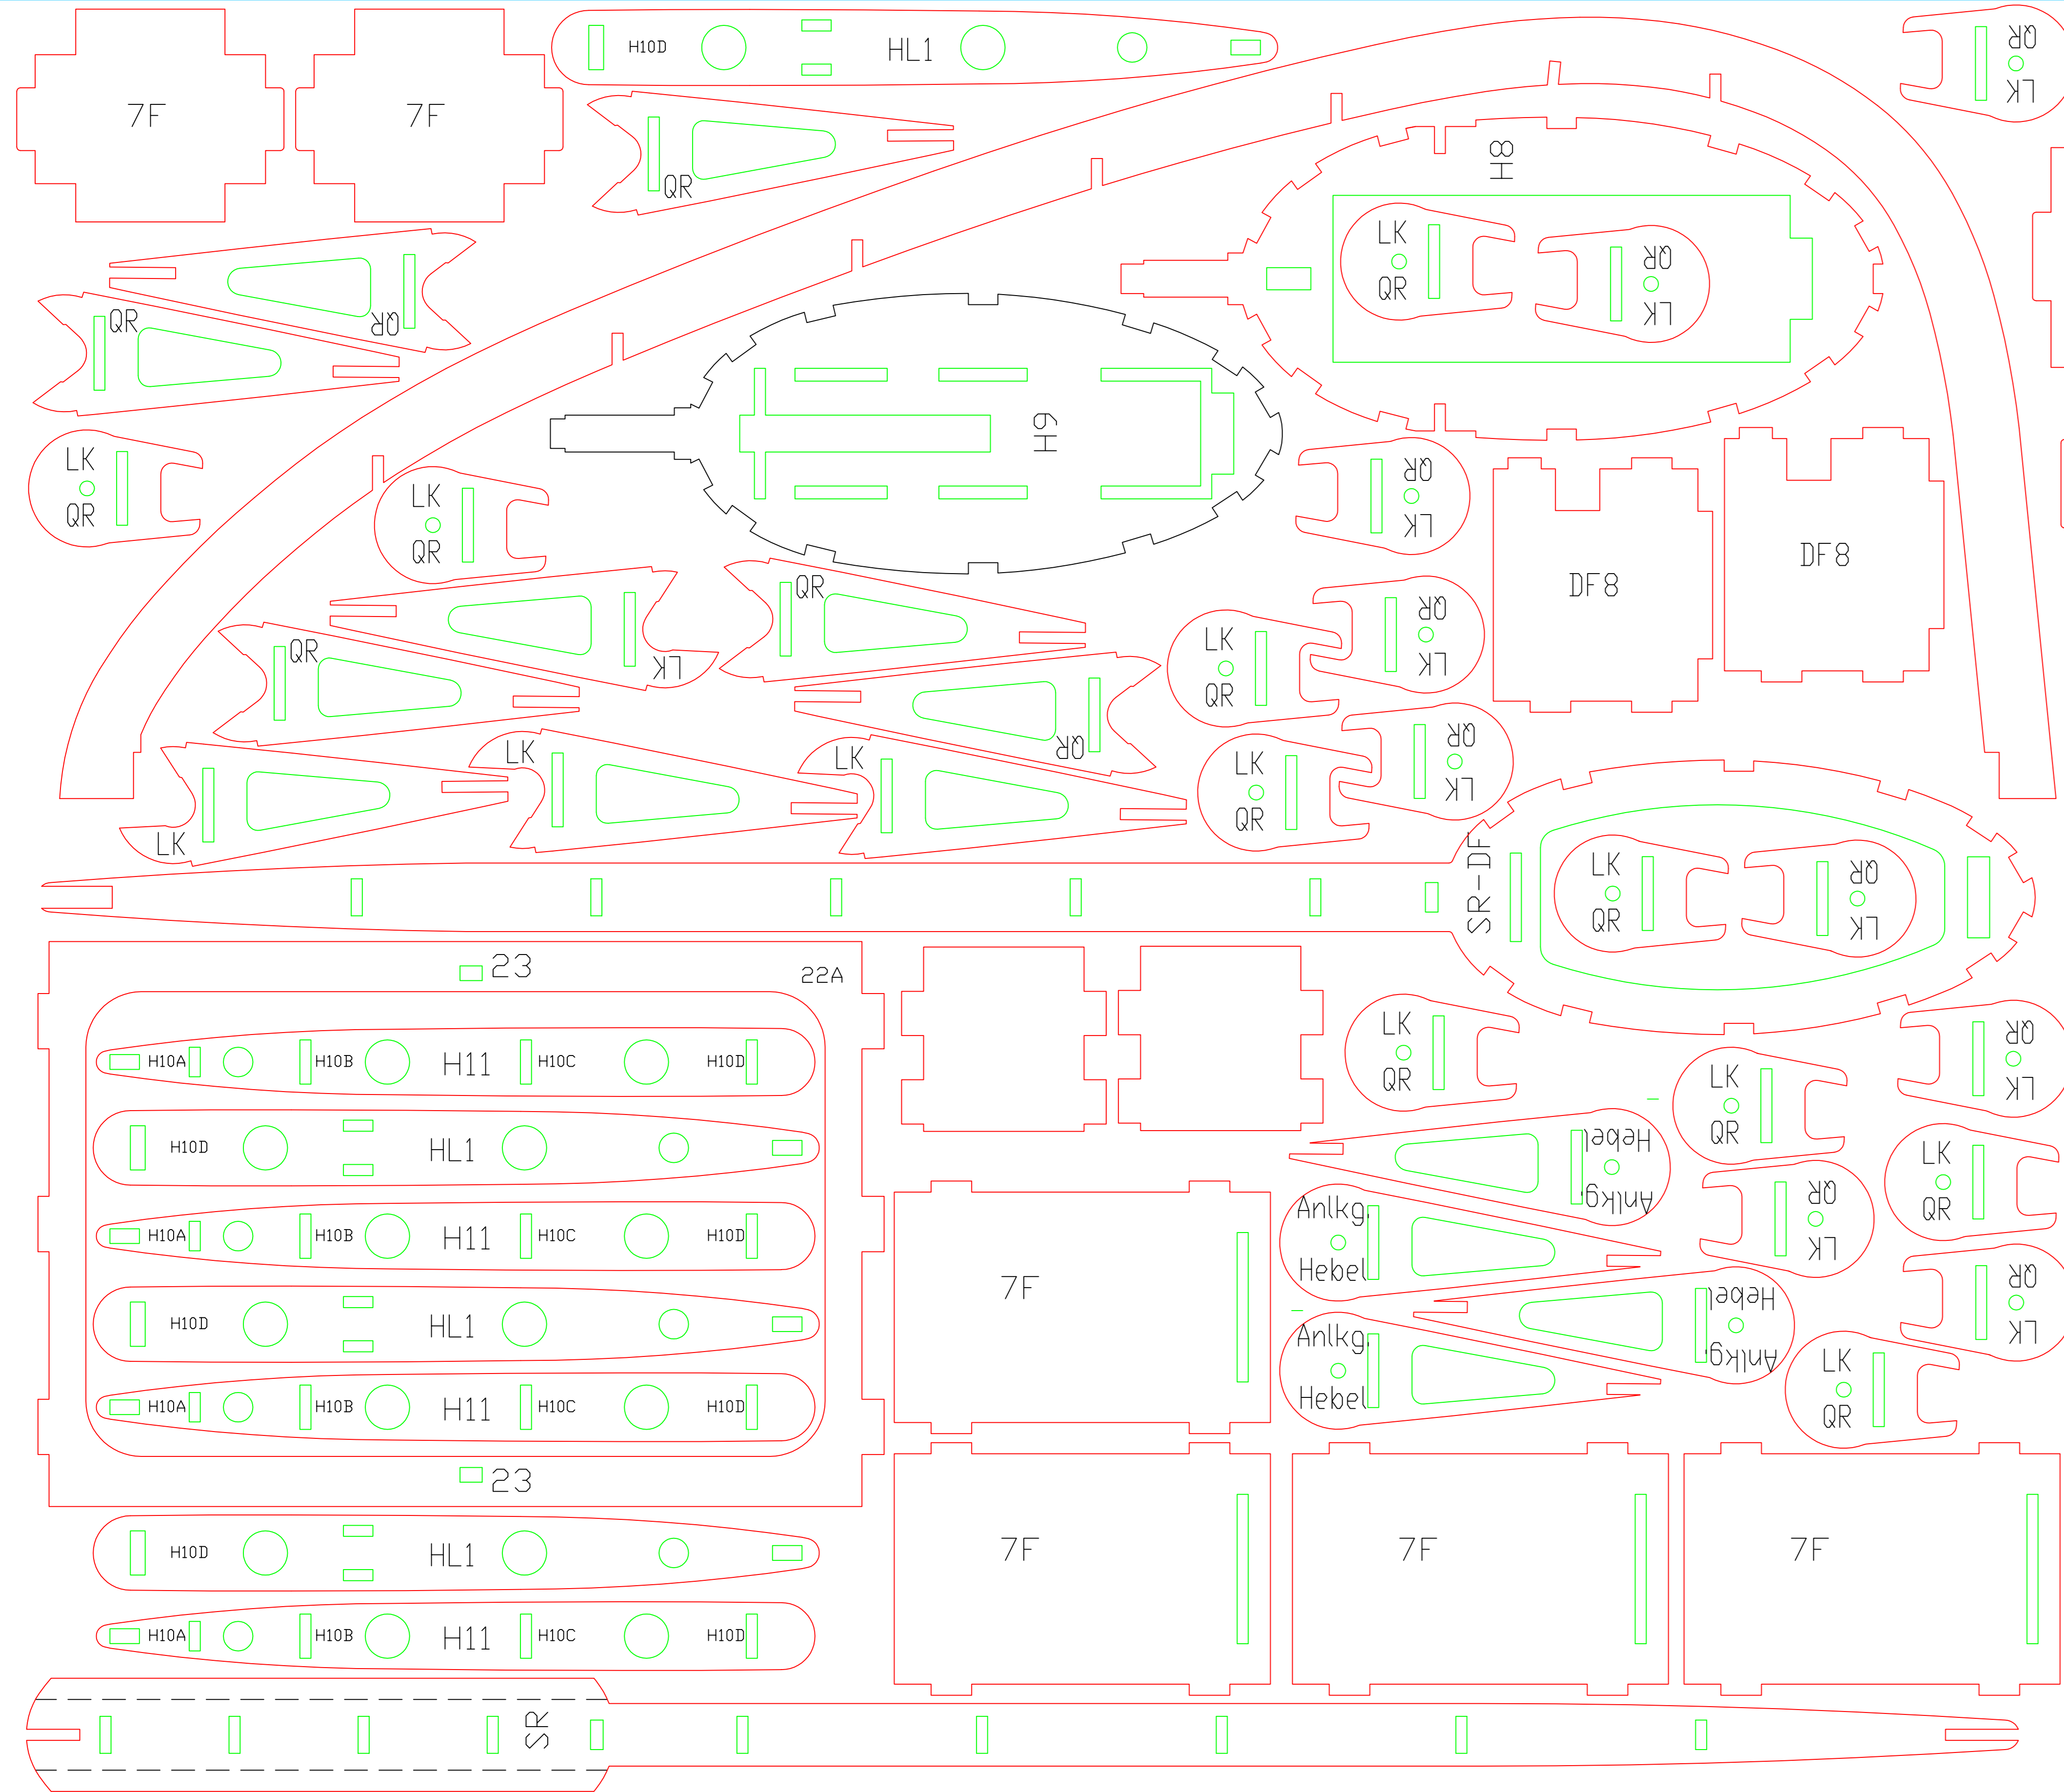 7F
7F
H10D
HL1
QR
LK
QR
H8
LK
QR
QR
LK
QR
QR
H9
LK
QR
LK
QR
QR
LK
DF8
DF8
QR
LK
QR
LK
QR
LK
QR
LK
QR
QR
LK
LK
LK
LK
QR
QR
LK
SR-DF
LK
QR
QR
LK
23
22A
H10A
H10B
H11
H10C
H10D
H10D
HL1
H10A
H10B
H11
H10C
H10D
H10D
HL1
H10A
H10B
H11
H10C
H10D
23
LK
QR
QR
LK
LK
QR
Hebel
Anlkg.
LK
QR
QR
LK
Anlkg.
Hebel
7F
QR
LK
Hebel
Anlkg.
Anlkg.
Hebel
LK
QR
7F
7F
7F
H10D
HL1
H10A
H10B
H11
H10C
H10D
SR